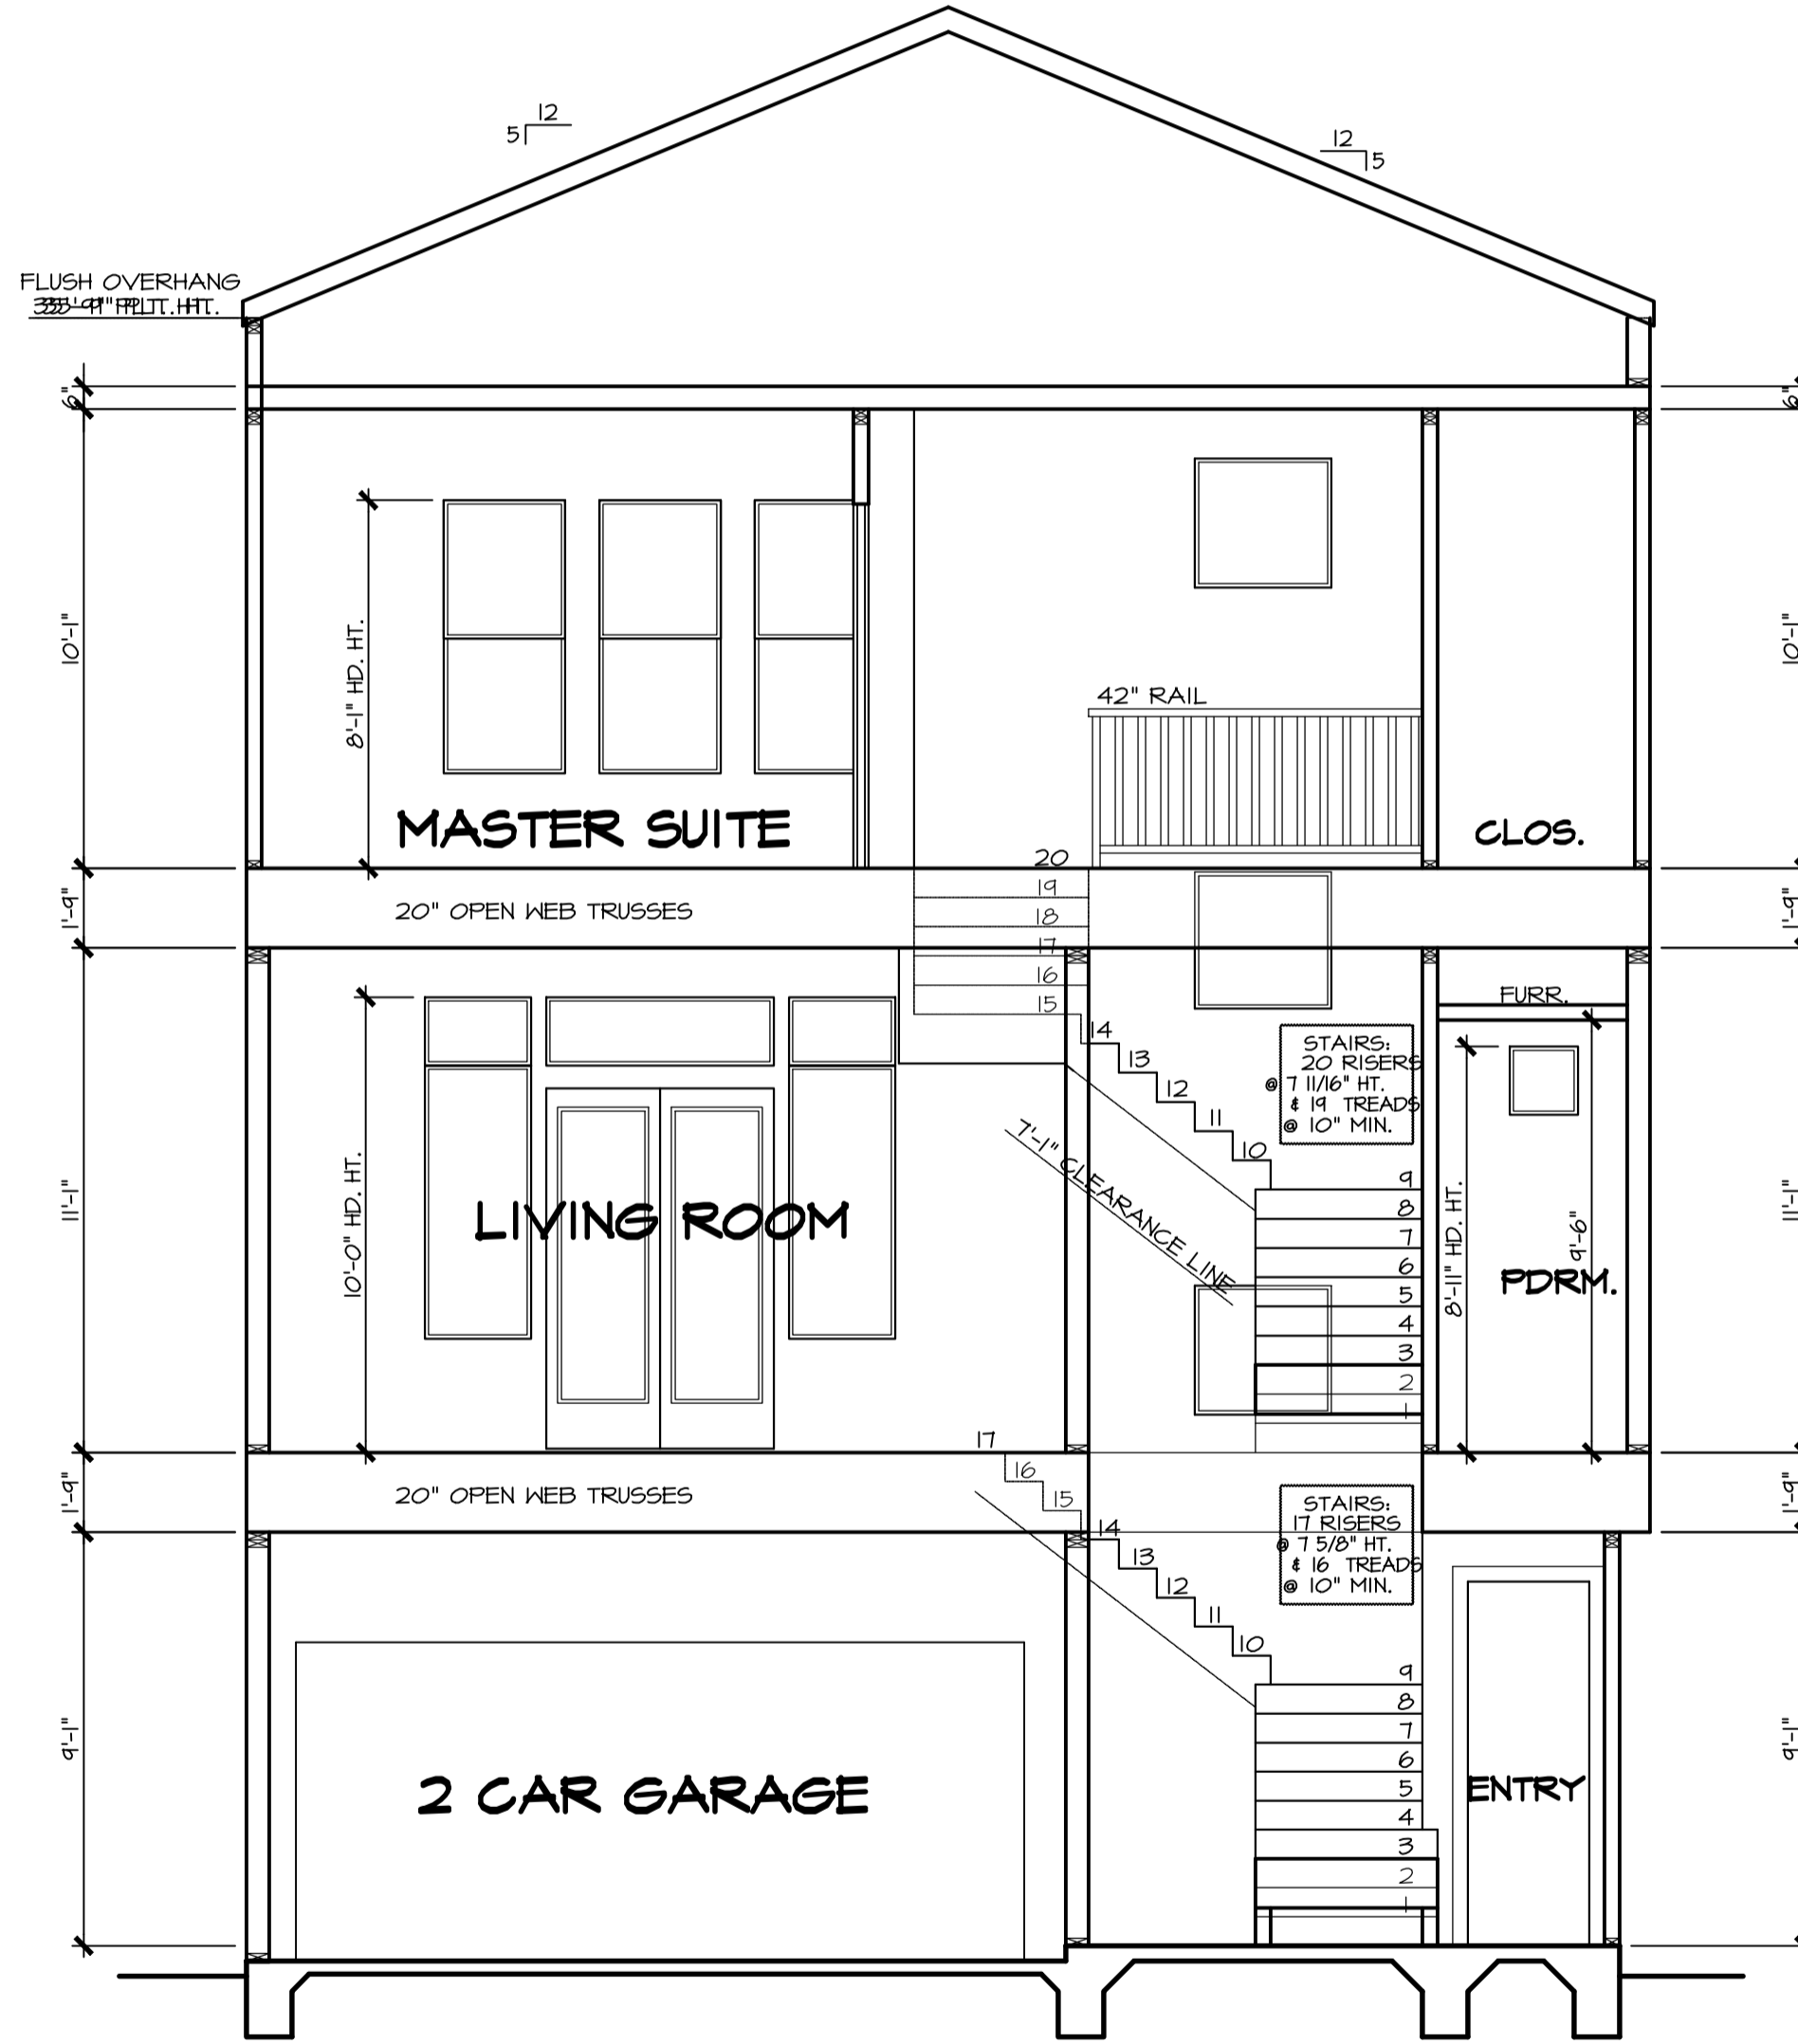 12
5
12
5
FLUSH OVERHANG
PLT. HT.
6"
6"
10'-1"
8'-1" HD. HT.
10'-1"
42" RAIL
MASTER SUITE
CLOS.
20
19
18
17
16
15
14
13
12
11
10
9
8
7
6
5
4
3
2
1
1'-9"
20" OPEN WEB TRUSSES
1'-9"
FURR.
STAIRS:
20 RISERS
@ 7 11/16" HT.
& 19 TREADS
@ 10" MIN.
7'-1" CLEARANCE LINE
11'-1"
10'-0" HD. HT.
LIVING ROOM
8'-11" HD. HT.
9'-6"
PDRM.
11'-1"
17
16
15
14
13
12
11
10
9
8
7
6
5
4
3
2
1
1'-9"
20" OPEN WEB TRUSSES
1'-9"
STAIRS:
17 RISERS
@ 7 5/8" HT.
& 16 TREADS
@ 10" MIN.
9'-1"
2 CAR GARAGE
ENTRY
9'-1"